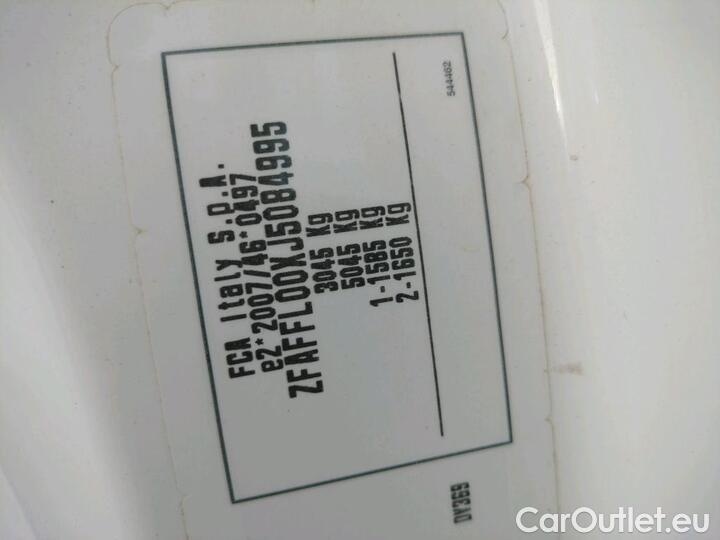 FCA Italy S.p.A.
e2*2007/46*0497
ZFAFFL00XJ5084995
3045 Kg
5045 Kg
1-1585 Kg
2-1650 Kg
544462
DY369
CarOutlet.eu